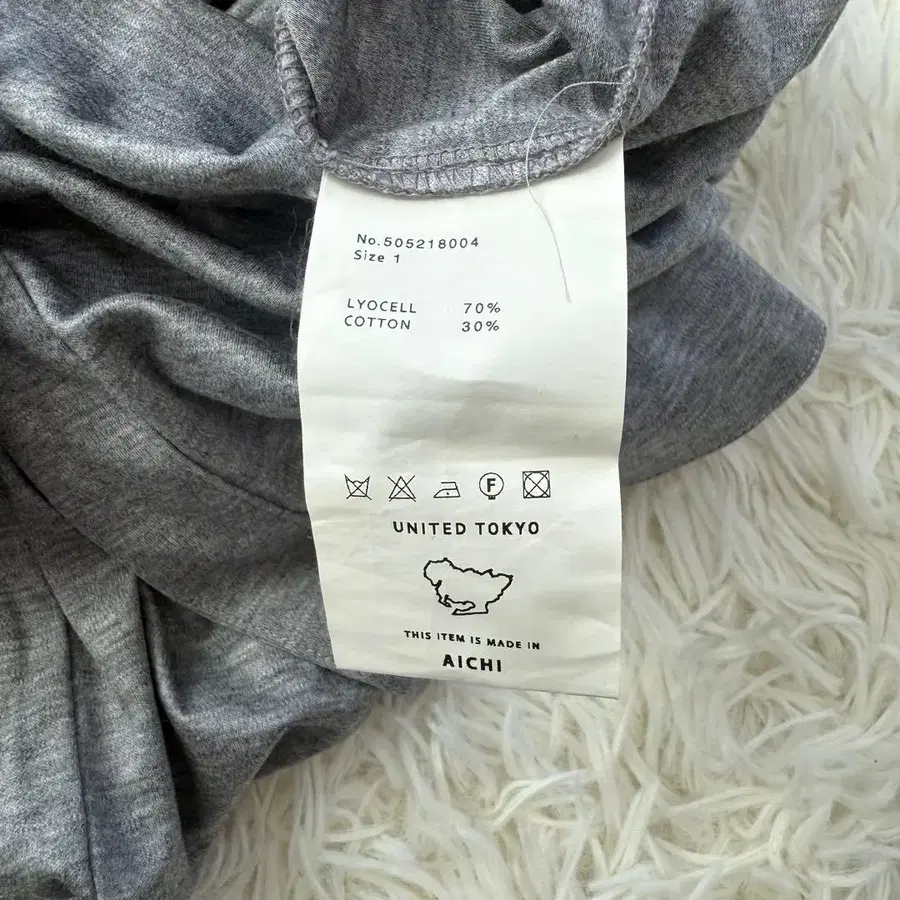 No.505218004
Size 1
LYOCELL 70%
COTTON 30%
F
UNITED TOKYO
THIS ITEM IS MADE IN
AICHI